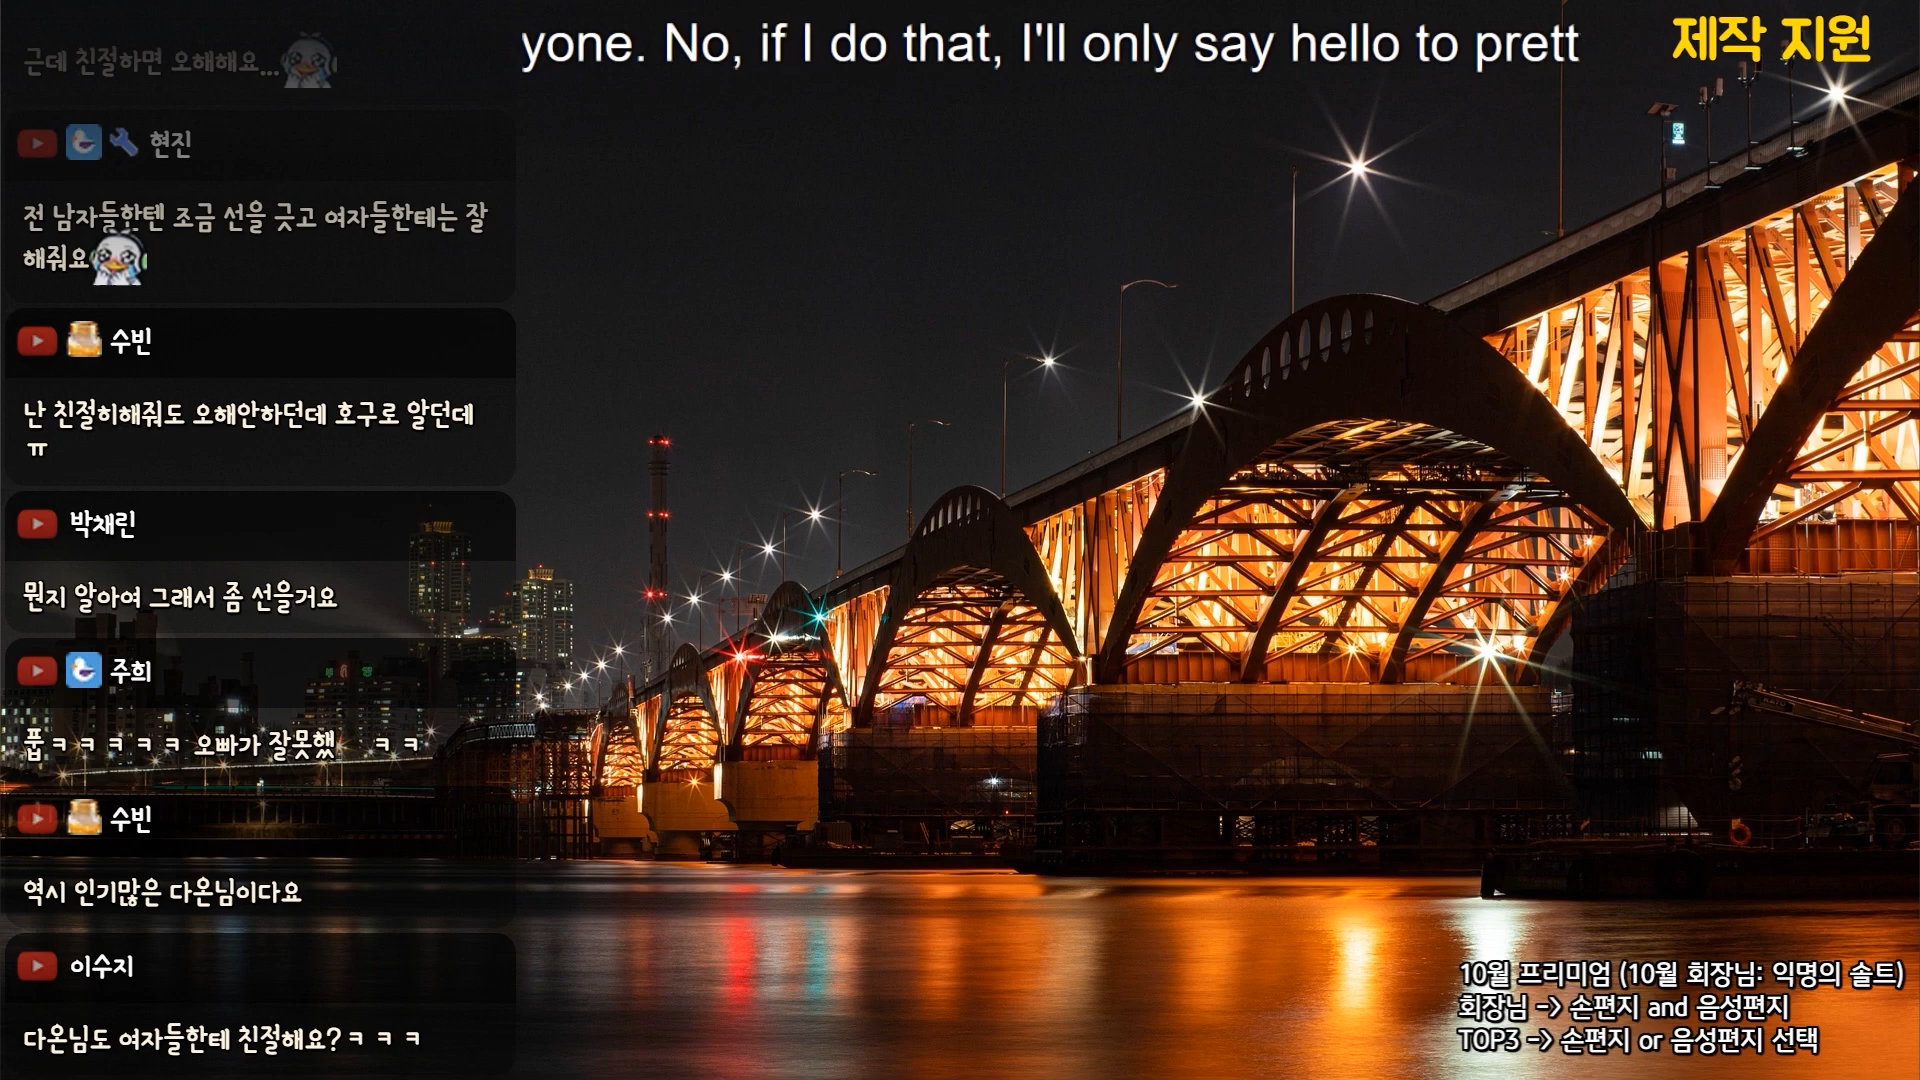 근데 친절하면 오해해요...
yone. No, if I do that, I'll only say hello to prett
제작 지원
현진
전 남자들한텐 조금 선을 긋고 여자들한테는 잘
해줘요
수빈
난 친절히해줘도 오해안하던데 호구로 알던데
ㅠ
박채린
뭔지 알아여 그래서 좀 선을거요
주희
풉ㅋㅋㅋㅋㅋ 오빠가 잘못했 ㅋㅋ
수빈
역시 인기많은 다온님이다요
이수지
다온님도 여자들한테 친절해요?ㅋㅋㅋ
10월 프리미엄 (10월 회장님: 익명의 솔트)
회장님 -> 손편지 and 음성편지
TOP3 -> 손편지 or 음성편지 선택